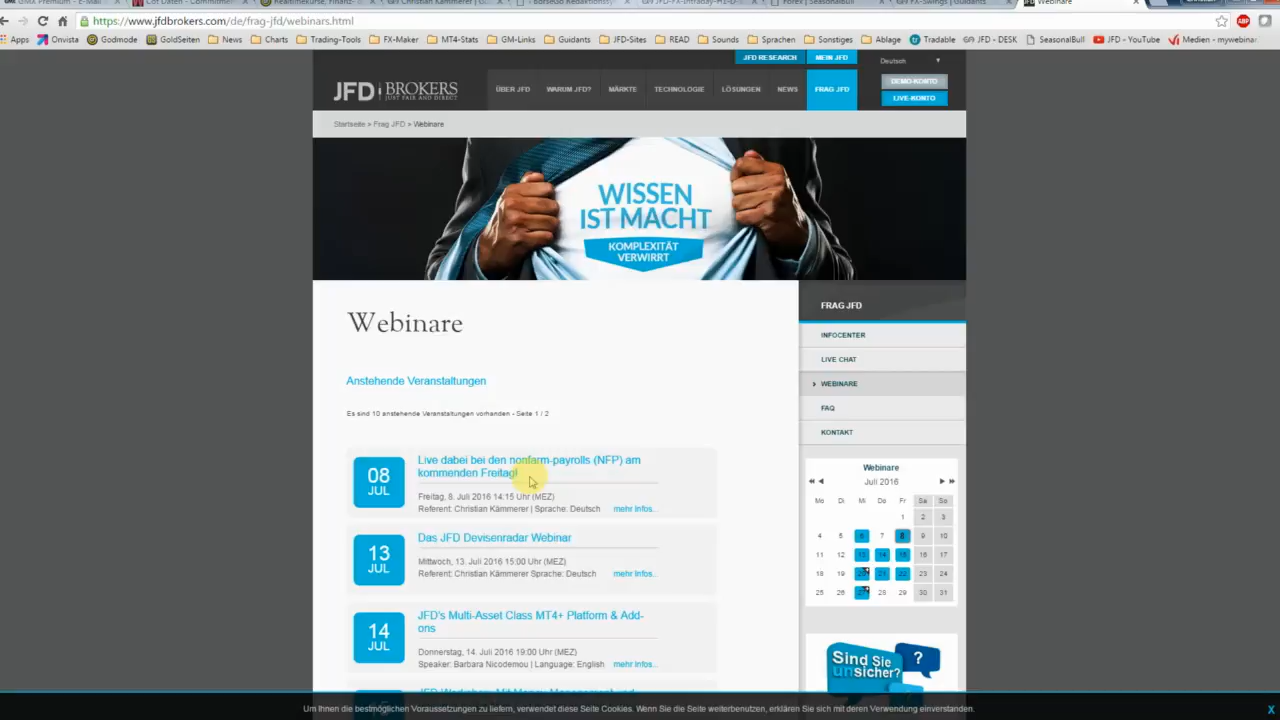 https://www.jfdbrokers.com/de/frag-jfd/webinars.html
Apps Onvista Godmode GoldSeiten News Charts Trading-Tools FX-Maker MT4-Stats GM-Links Guidants JFD-Sites READ Sounds Sprachen Sonstiges Ablage Tradable JFD - DESK SeasonalBull JFD - YouTube Medien - mywebinar
JFD RESEARCH MEIN JFD Deutsch
JFD BROKERS
JUST FAIR AND DIRECT
ÜBER JFD WARUM JFD? MÄRKTE TECHNOLOGIE LÖSUNGEN NEWS FRAG JFD
DEMO-KONTO
LIVE-KONTO
Startseite > Frag JFD > Webinare
WISSEN
IST MACHT
KOMPLEXITÄT
VERWIRRT
Webinare
Anstehende Veranstaltungen
Es sind 10 anstehende Veranstaltungen vorhanden - Seite 1 / 2
08
JUL
Live dabei bei den nonfarm-payrolls (NFP) am
kommenden Freitag!
Freitag, 8. Juli 2016 14:15 Uhr (MEZ)
Referent: Christian Kämmerer | Sprache: Deutsch mehr Infos...
13
JUL
Das JFD Devisenradar Webinar
Mittwoch, 13. Juli 2016 15:00 Uhr (MEZ)
Referent: Christian Kämmerer Sprache: Deutsch mehr Infos...
14
JUL
JFD's Multi-Asset Class MT4+ Platform & Add-
ons
Donnerstag, 14. Juli 2016 19:00 Uhr (MEZ)
Speaker: Barbara Nicodemou | Language: English mehr Infos...
FRAG JFD
INFOCENTER
LIVE CHAT
WEBINARE
FAQ
KONTAKT
Webinare
Juli 2016
Mo Di Mi Do Fr Sa So
1 2 3
4 5 6 7 8 9 10
11 12 13 14 15 16 17
18 19 20 21 22 23 24
25 26 27 28 29 30 31
Sind Sie
unsicher?
?
Um Ihnen die bestmöglichen Voraussetzungen zu liefern, verwendet diese Seite Cookies. Wenn Sie die Seite weiterbenutzen, erklären Sie sich mit deren Verwendung einverstanden. X